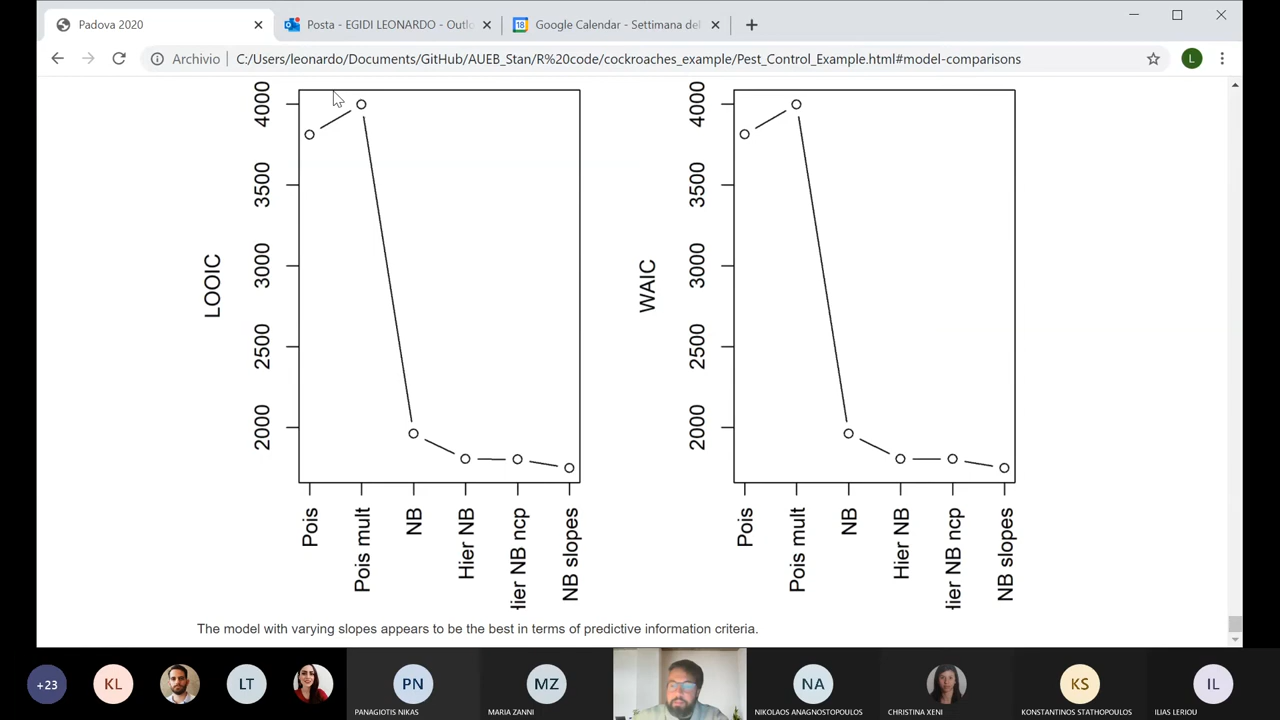 Padova 2020
Posta - EGIDI LEONARDO - Outlo
18
Google Calendar - Settimana del
Archivio
C:/Users/leonardo/Documents/GitHub/AUEB_Stan/R%20code/cockroaches_example/Pest_Control_Example.html#model-comparisons
L
LOOIC
4000
3500
3000
2500
2000
Pois
Pois mult
NB
Hier NB
lier NB ncp
NB slopes
WAIC
4000
3500
3000
2500
2000
Pois
Pois mult
NB
Hier NB
lier NB ncp
NB slopes
The model with varying slopes appears to be the best in terms of predictive information criteria.
+23
KL
LT
PN
PANAGIOTIS NIKAS
MZ
MARIA ZANNI
NA
NIKOLAOS ANAGNOSTOPOULOS
CHRISTINA XENI
KS
KONSTANTINOS STATHOPOULOS
IL
ILIAS LERIOU